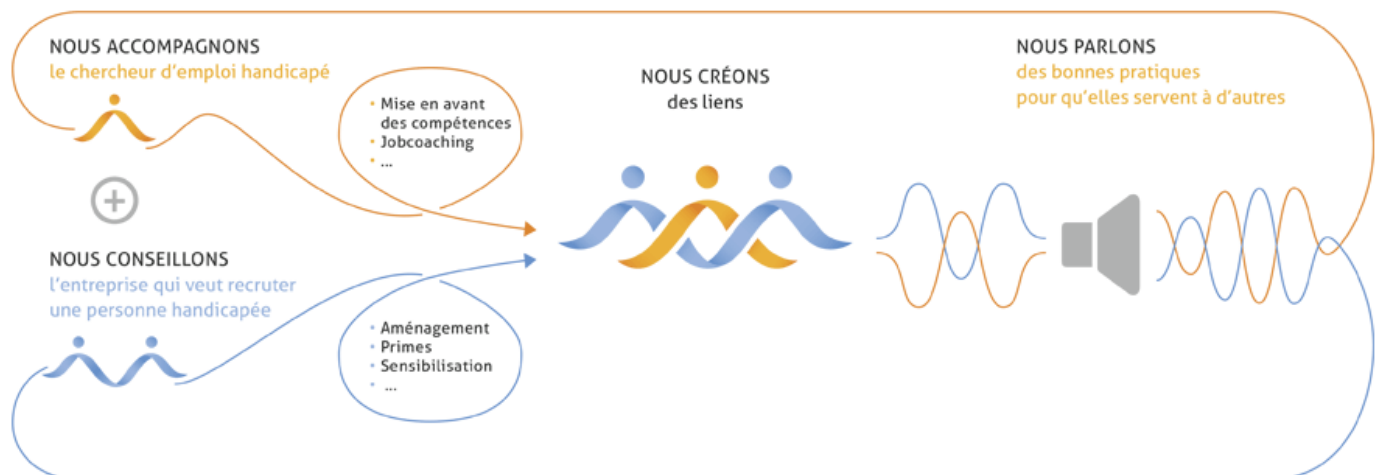 NOUS ACCOMPAGNONS
le chercheur d'emploi handicapé
• Mise en avant
des compétences
• Jobcoaching
• ...
NOUS CONSEILLONS
l'entreprise qui veut recruter
une personne handicapée
• Aménagement
• Primes
• Sensibilisation
• ...
NOUS CRÉONS
des liens
NOUS PARLONS
des bonnes pratiques
pour qu'elles servent à d'autres